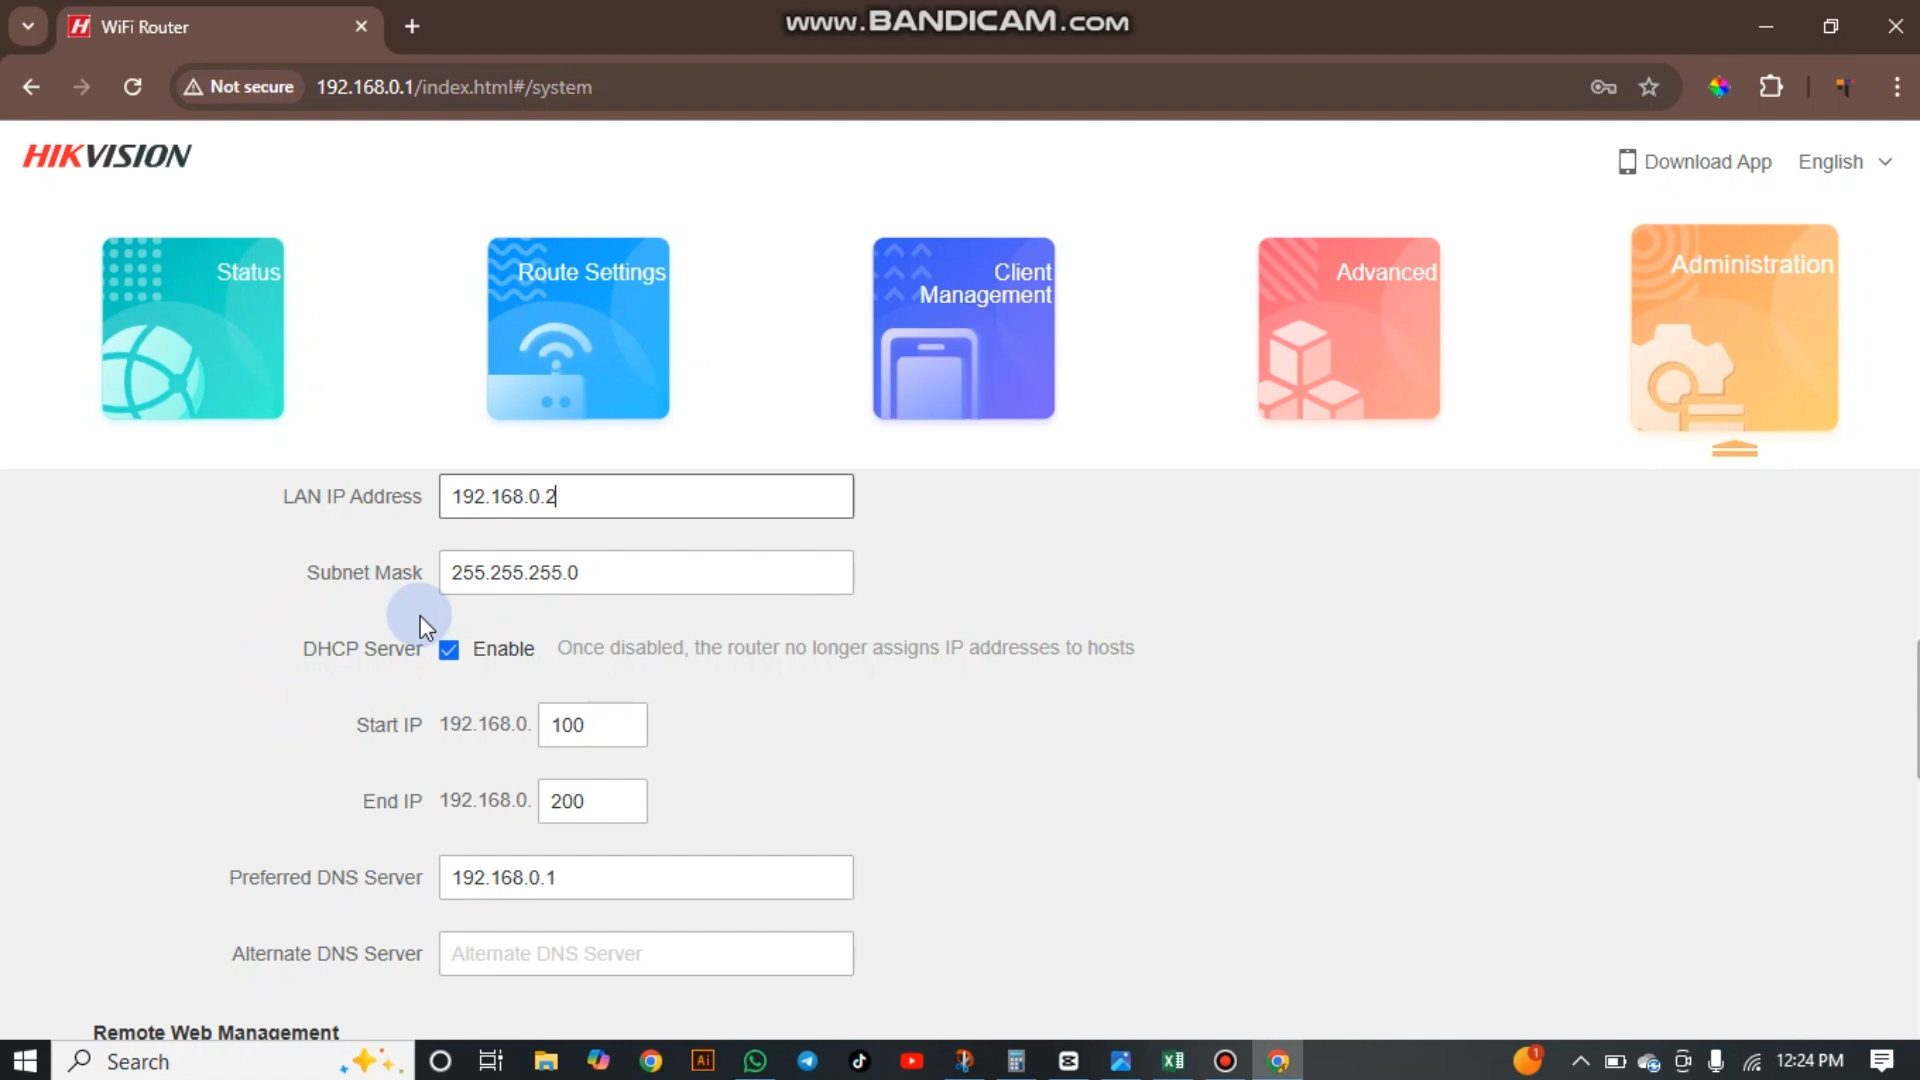 WiFi Router
www.BANDICAM.com
Not secure
192.168.0.1/index.html#/system
HIKVISION
Download App
English
Status
Route Settings
Client
Management
Advanced
Administration
LAN IP Address 192.168.0.2
Subnet Mask 255.255.255.0
DHCP Server Enable Once disabled, the router no longer assigns IP addresses to hosts
Start IP 192.168.0. 100
End IP 192.168.0. 200
Preferred DNS Server 192.168.0.1
Alternate DNS Server Alternate DNS Server
Remote Web Management
Search
Ai
1
12:24 PM